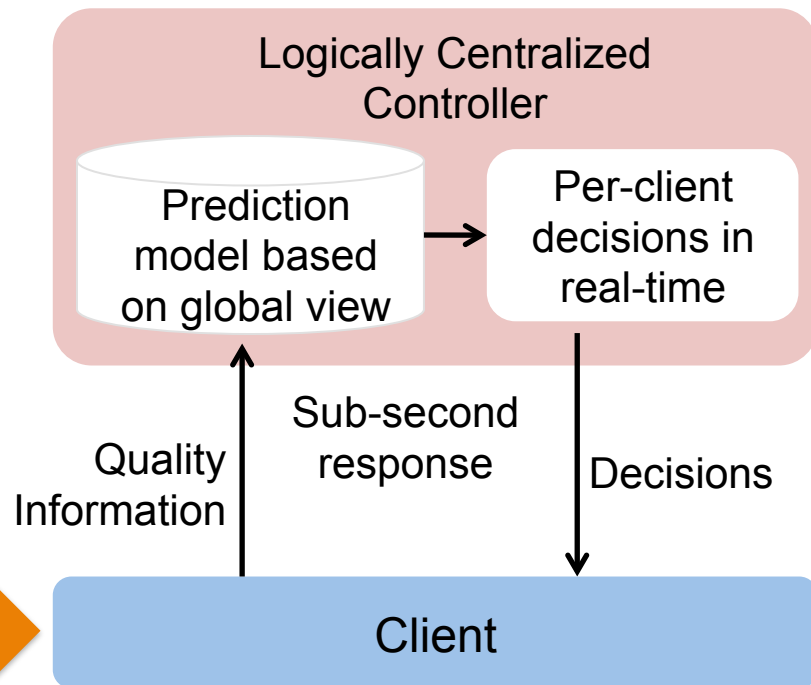 Logically Centralized
Controller
Prediction
model based
on global view
Per-client
decisions in
real-time
Sub-second
response
Quality
Information
Decisions
Client